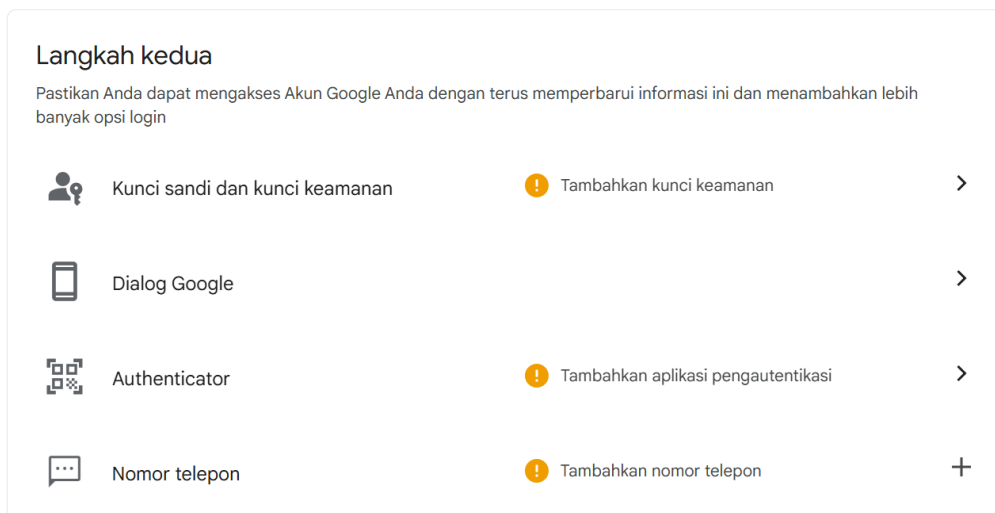 Langkah kedua
Pastikan Anda dapat mengakses Akun Google Anda dengan terus memperbarui informasi ini dan menambahkan lebih
banyak opsi login
Kunci sandi dan kunci keamanan
Tambahkan kunci keamanan
Dialog Google
Authenticator
Tambahkan aplikasi pengautentikasi
Nomor telepon
Tambahkan nomor telepon